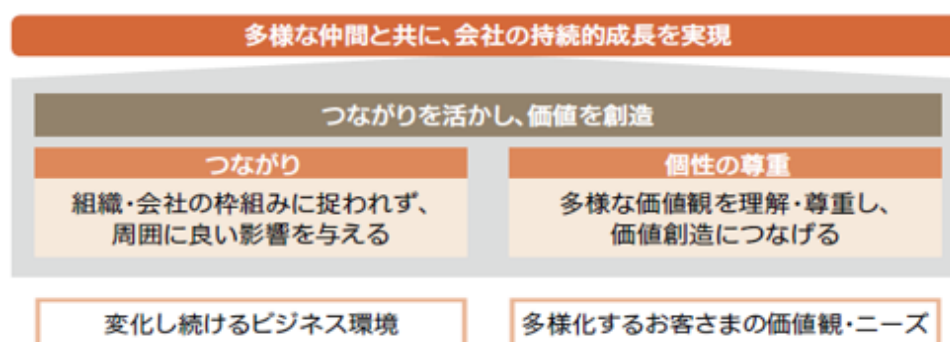 多様な仲間と共に、会社の持続的成長を実現
つながりを活かし、価値を創造
つながり
組織・会社の枠組みに捉われず、
周囲に良い影響を与える
個性の尊重
多様な価値観を理解・尊重し、
価値創造につなげる
変化し続けるビジネス環境
多様化するお客さまの価値観・ニーズ